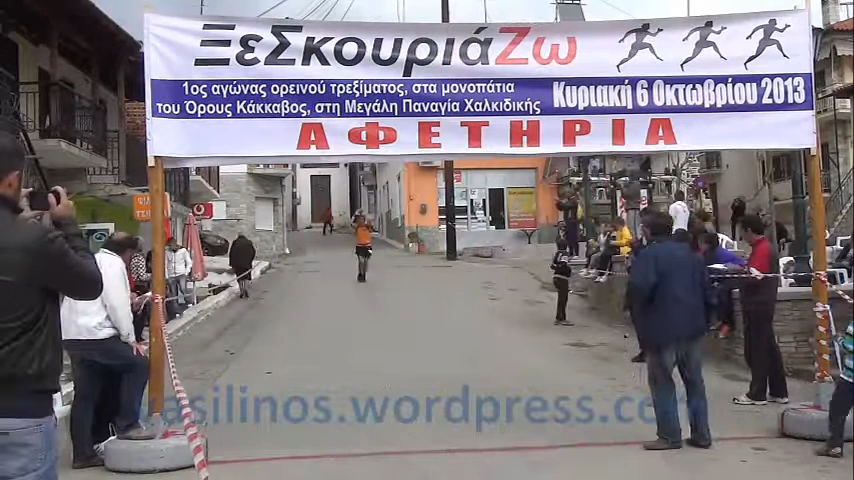 ΞεΣκΟυριάΖω
1ος αγώνας ορεινού τρεξίματος, στα μονοπάτια
του Όρους Κάκκαβος, στη Μεγάλη Παναγία Χαλκιδικής
Κυριακή 6 Οκτωβρίου 2013
ΑΦΕΤΗΡΙΑ
vasilinos.wordpress.com